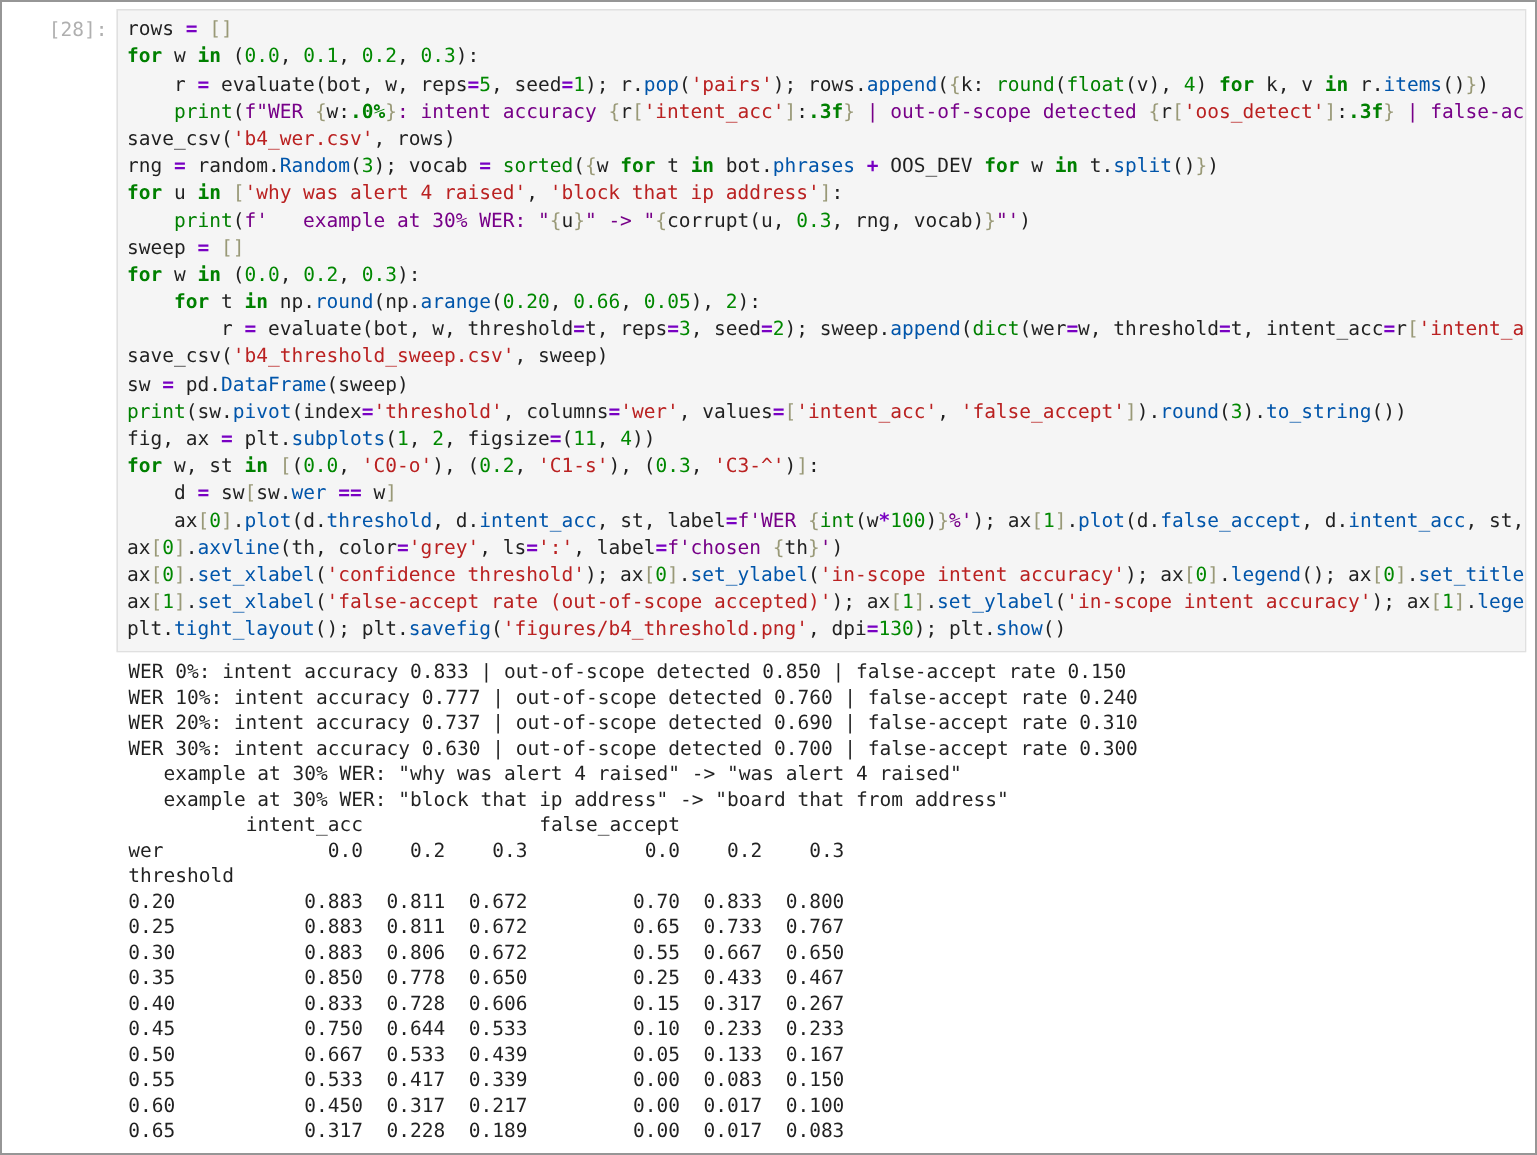 [28]: rows = []
for w in (0.0, 0.1, 0.2, 0.3):
    r = evaluate(bot, w, reps=5, seed=1); r.pop('pairs'); rows.append({k: round(float(v), 4) for k, v in r.items()})
    print(f"WER {w:.0%}: intent accuracy {r['intent_acc']:.3f} | out-of-scope detected {r['oos_detect']:.3f} | false-ac
save_csv('b4_wer.csv', rows)
rng = random.Random(3); vocab = sorted({w for t in bot.phrases + OOS_DEV for w in t.split()})
for u in ['why was alert 4 raised', 'block that ip address']:
    print(f'   example at 30% WER: "{u}" -> "{corrupt(u, 0.3, rng, vocab)}"')
sweep = []
for w in (0.0, 0.2, 0.3):
    for t in np.round(np.arange(0.20, 0.66, 0.05), 2):
        r = evaluate(bot, w, threshold=t, reps=3, seed=2); sweep.append(dict(wer=w, threshold=t, intent_acc=r['intent_a
save_csv('b4_threshold_sweep.csv', sweep)
sw = pd.DataFrame(sweep)
print(sw.pivot(index='threshold', columns='wer', values=['intent_acc', 'false_accept']).round(3).to_string())
fig, ax = plt.subplots(1, 2, figsize=(11, 4))
for w, st in [(0.0, 'C0-o'), (0.2, 'C1-s'), (0.3, 'C3-^')]:
    d = sw[sw.wer == w]
    ax[0].plot(d.threshold, d.intent_acc, st, label=f'WER {int(w*100)}%'); ax[1].plot(d.false_accept, d.intent_acc, st,
ax[0].axvline(th, color='grey', ls=':', label=f'chosen {th}')
ax[0].set_xlabel('confidence threshold'); ax[0].set_ylabel('in-scope intent accuracy'); ax[0].legend(); ax[0].set_title
ax[1].set_xlabel('false-accept rate (out-of-scope accepted)'); ax[1].set_ylabel('in-scope intent accuracy'); ax[1].lege
plt.tight_layout(); plt.savefig('figures/b4_threshold.png', dpi=130); plt.show()
WER 0%: intent accuracy 0.833 | out-of-scope detected 0.850 | false-accept rate 0.150
WER 10%: intent accuracy 0.777 | out-of-scope detected 0.760 | false-accept rate 0.240
WER 20%: intent accuracy 0.737 | out-of-scope detected 0.690 | false-accept rate 0.310
WER 30%: intent accuracy 0.630 | out-of-scope detected 0.700 | false-accept rate 0.300
   example at 30% WER: "why was alert 4 raised" -> "was alert 4 raised"
   example at 30% WER: "block that ip address" -> "board that from address"
          intent_acc               false_accept
wer              0.0    0.2    0.3          0.0    0.2    0.3
threshold
0.20           0.883  0.811  0.672         0.70  0.833  0.800
0.25           0.883  0.811  0.672         0.65  0.733  0.767
0.30           0.883  0.806  0.672         0.55  0.667  0.650
0.35           0.850  0.778  0.650         0.25  0.433  0.467
0.40           0.833  0.728  0.606         0.15  0.317  0.267
0.45           0.750  0.644  0.533         0.10  0.233  0.233
0.50           0.667  0.533  0.439         0.05  0.133  0.167
0.55           0.533  0.417  0.339         0.00  0.083  0.150
0.60           0.450  0.317  0.217         0.00  0.017  0.100
0.65           0.317  0.228  0.189         0.00  0.017  0.083